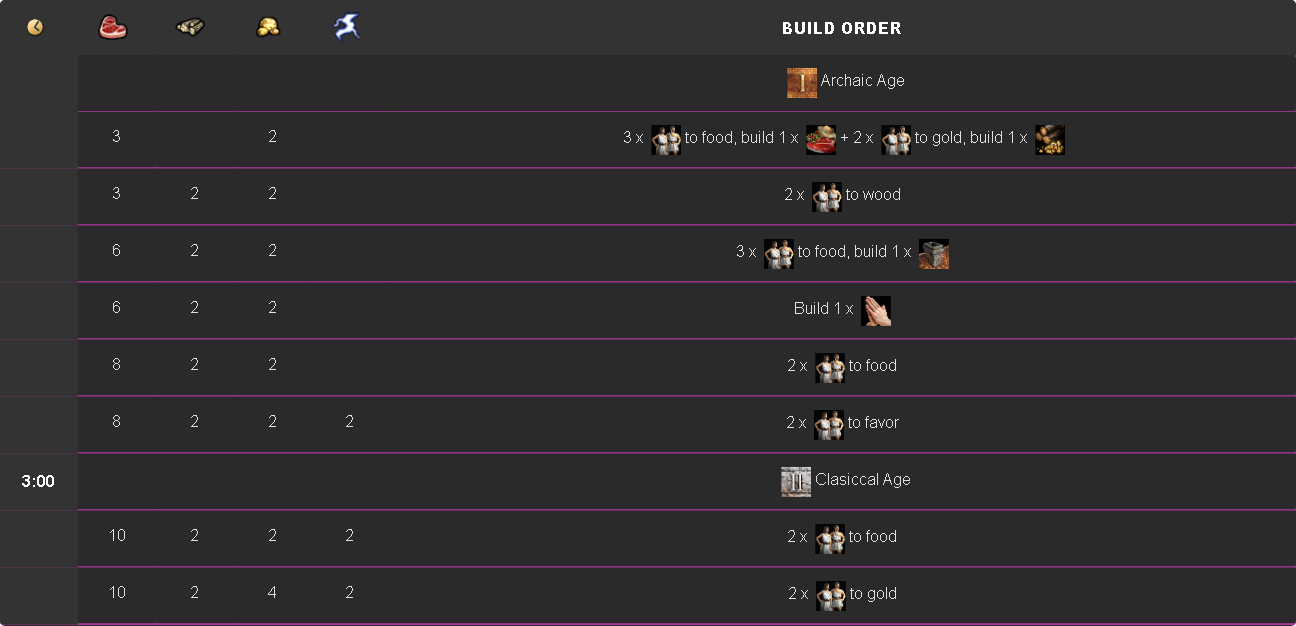 BUILD ORDER
I Archaic Age
3 2 3 x to food, build 1 x + 2 x to gold, build 1 x
3 2 2 2 x to wood
6 2 2 3 x to food, build 1 x
6 2 2 Build 1 x
8 2 2 2 x to food
8 2 2 2 2 x to favor
3:00 II Clasiccal Age
10 2 2 2 2 x to food
10 2 4 2 2 x to gold